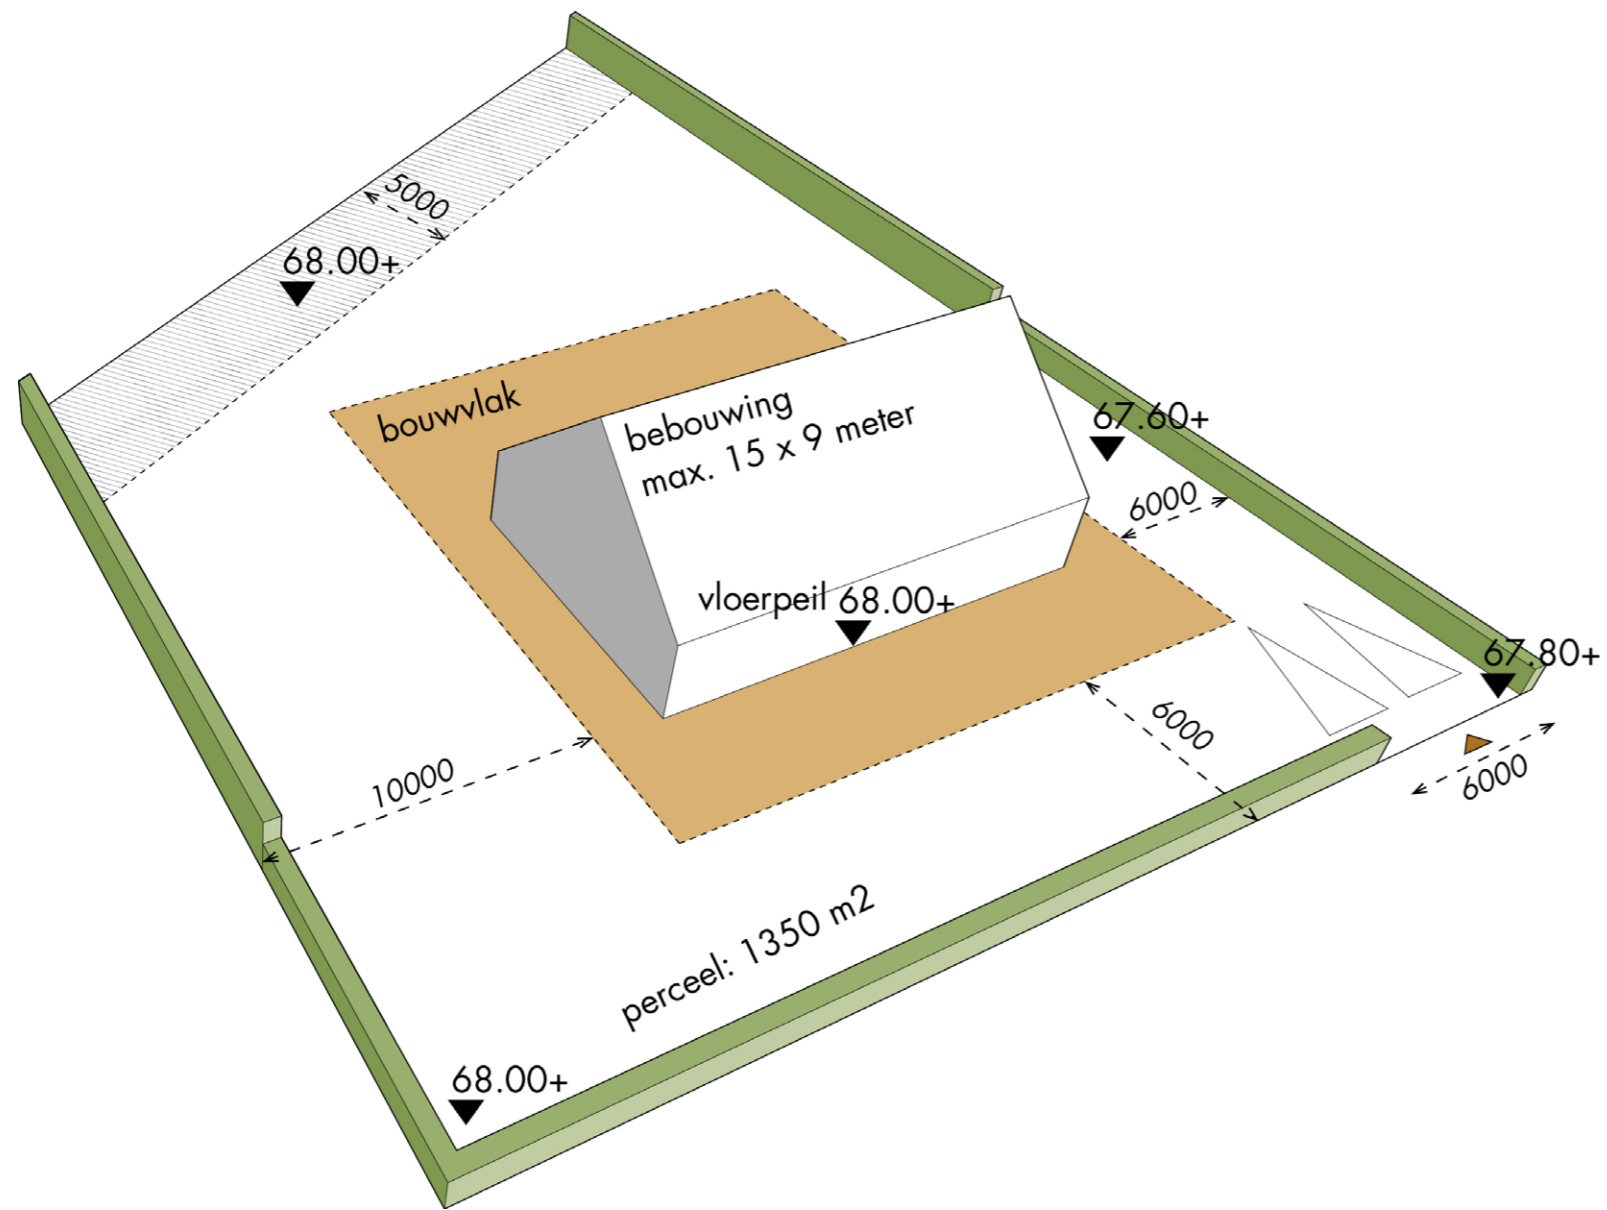 5000
68.00+
bouwvlak
bebouwing
max. 15 x 9 meter
67.60+
6000
vloerpeil 68.00+
67.80+
6000
6000
10000
perceel: 1350 m2
68.00+